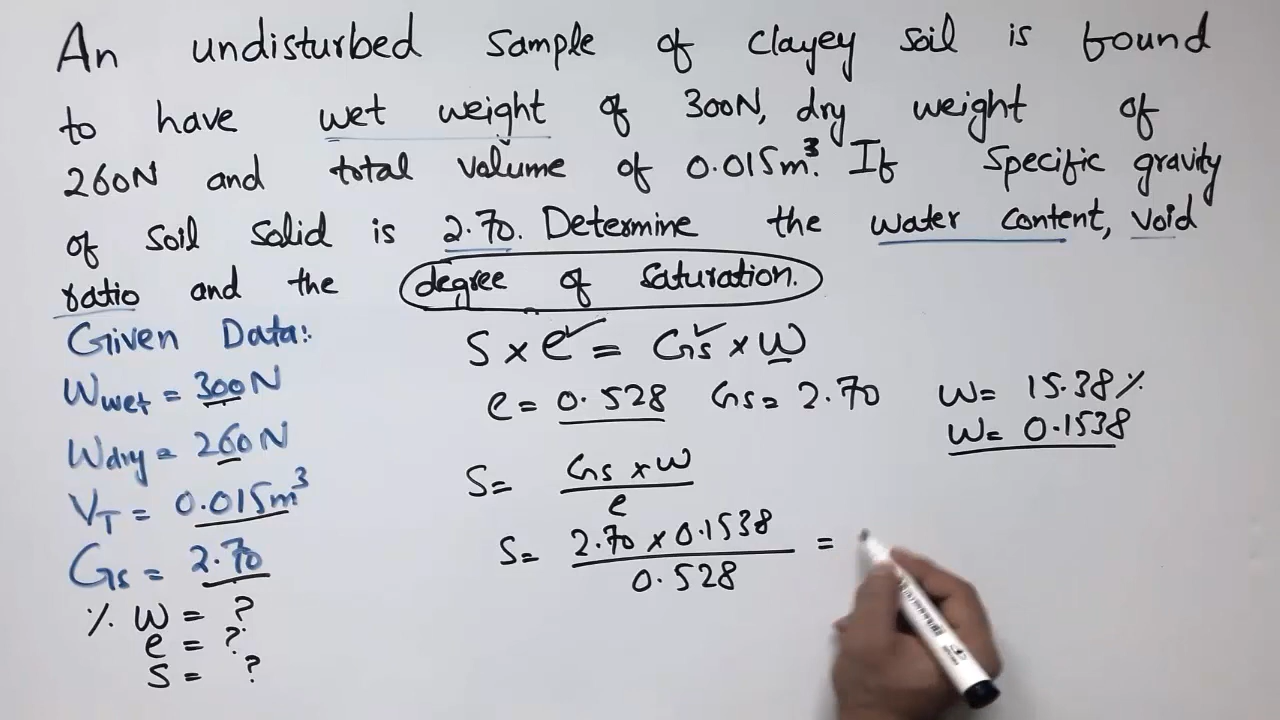 An undisturbed sample of clayey soil is found
to have wet weight of 300N, dry weight of
260N and total volume of 0.015m³. If specific gravity
of soil solid is 2.70. Determine the water content, void
ratio and the degree of saturation.
Given Data:
Wwet = 300N
Wdry = 260N
VT = 0.015m³
Gs = 2.70
% w = ?
e = ?
s = ?
S × e = Gs × w
e = 0.528 Gs = 2.70
w = 15.38%
w = 0.1538
S = Gs × w / e
S = 2.70 × 0.1538 / 0.528 =